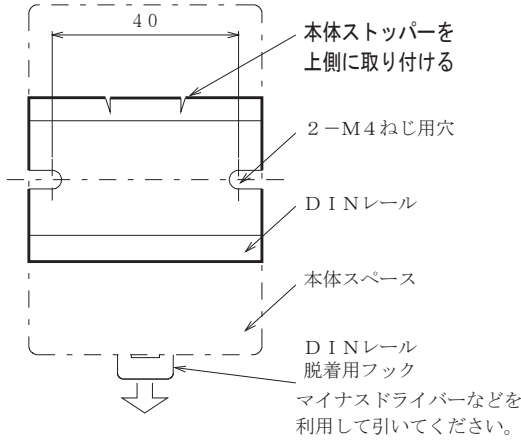 40
本体ストッパーを
上側に取り付ける
2－M4ねじ用穴
DINレール
本体スペース
DINレール
脱着用フック
マイナスドライバーなどを
利用して引いてください。